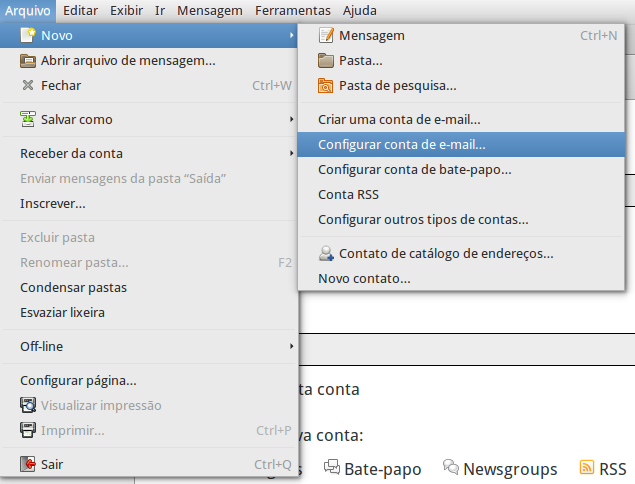 Arquivo Editar Exibir Ir Mensagem Ferramentas Ajuda
Novo
Abrir arquivo de mensagem...
Fechar Ctrl+W
Salvar como
Receber da conta
Enviar mensagens da pasta “Saída”
Inscrever...
Excluir pasta
Renomear pasta... F2
Condensar pastas
Esvaziar lixeira
Off-line
Configurar página...
Visualizar impressão
Imprimir... Ctrl+P
Sair Ctrl+Q
Mensagem Ctrl+N
Pasta...
Pasta de pesquisa...
Criar uma conta de e-mail...
Configurar conta de e-mail...
Configurar conta de bate-papo...
Conta RSS
Configurar outros tipos de contas...
Contato de catálogo de endereços...
Novo contato...
ta conta
va conta:
s Bate-papo Newsgroups RSS